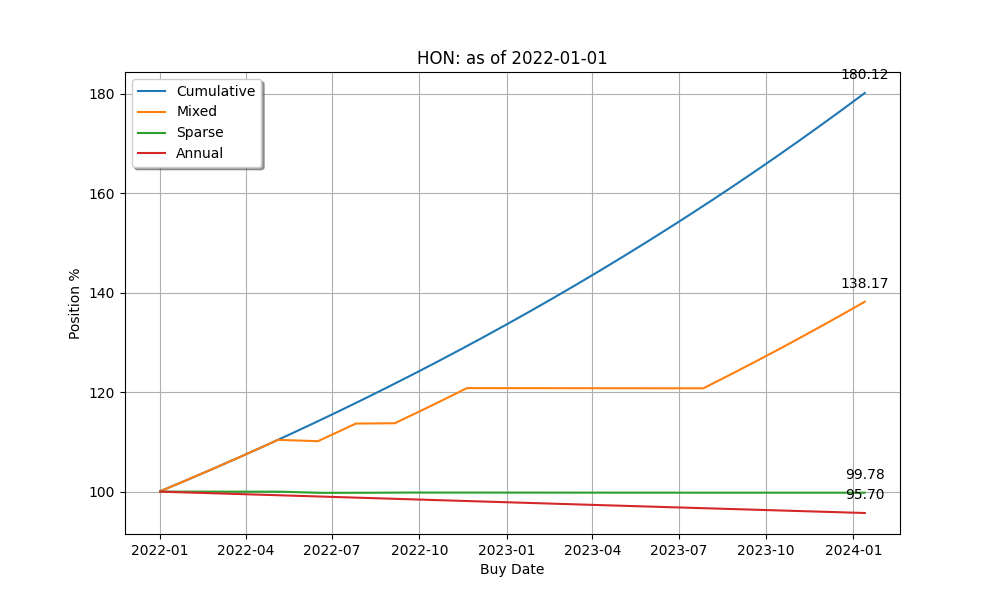 HON: as of 2022-01-01
Cumulative
Mixed
Sparse
Annual
180.12
138.17
99.78
95.70
180
160
140
120
100
Position %
2022-01 2022-04 2022-07 2022-10 2023-01 2023-04 2023-07 2023-10 2024-01
Buy Date